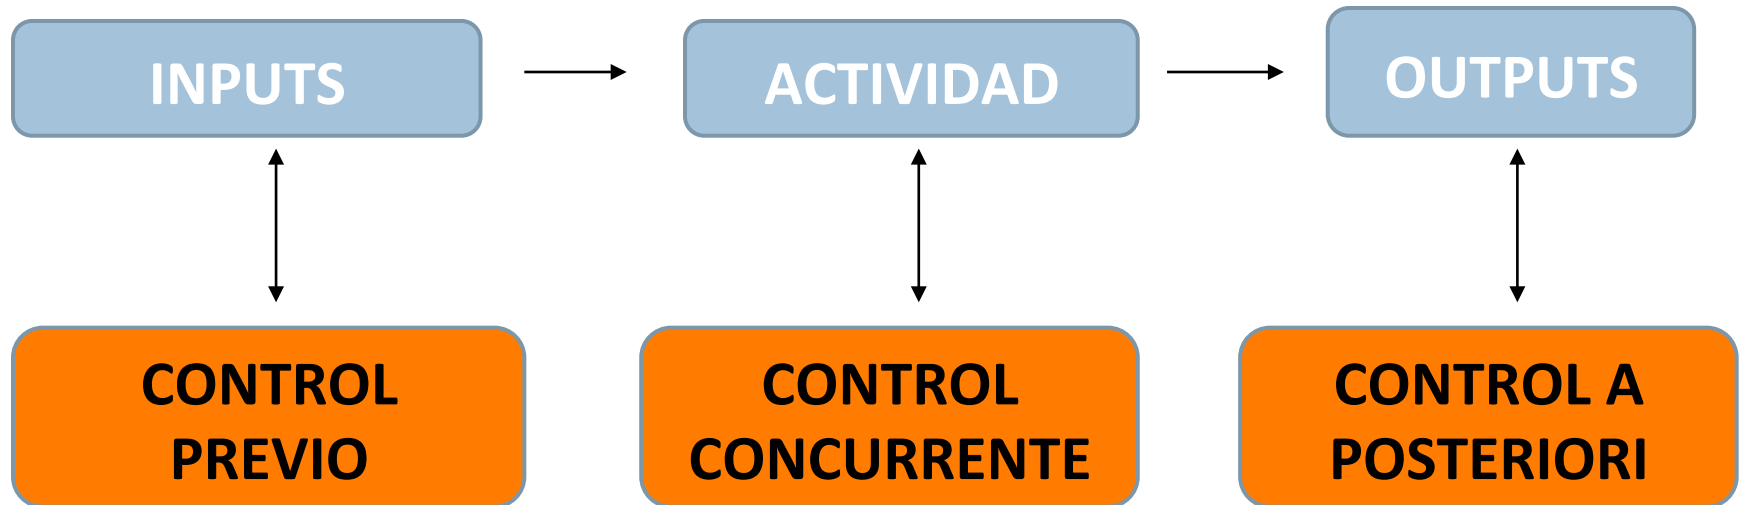 INPUTS
ACTIVIDAD
OUTPUTS
CONTROL
PREVIO
CONTROL
CONCURRENTE
CONTROL A
POSTERIORI